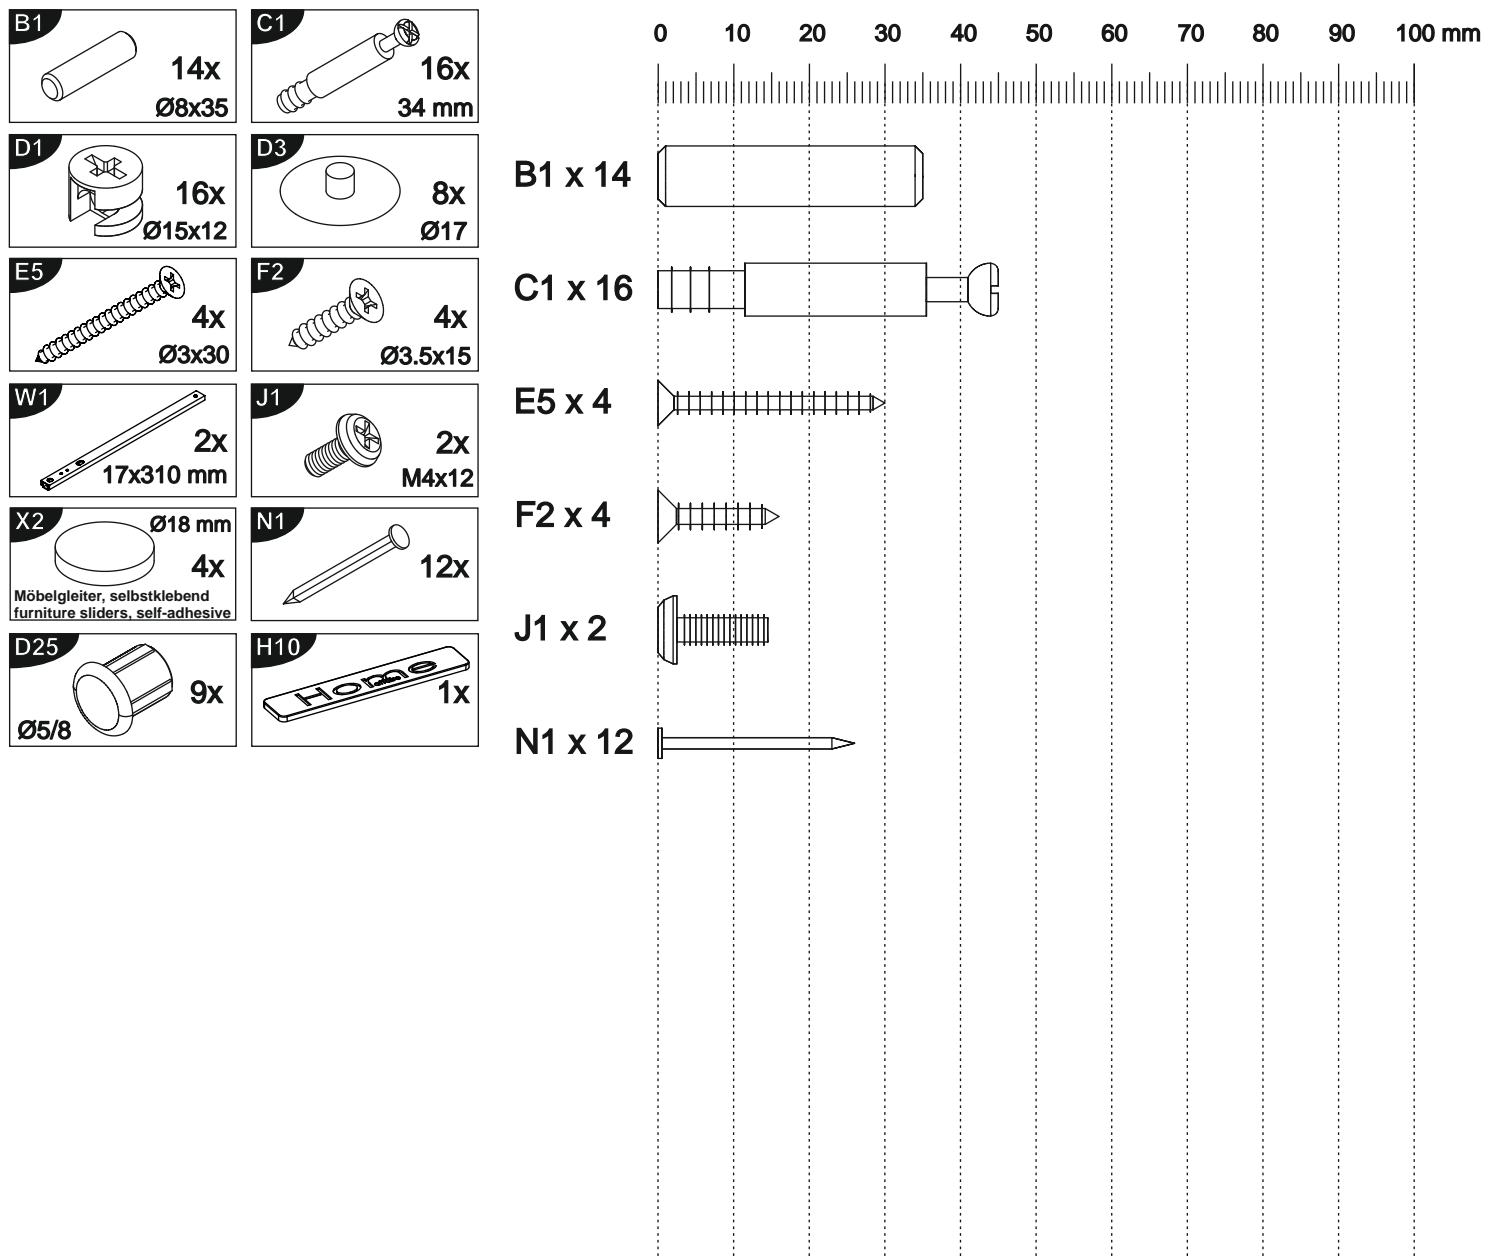 B1
14x
Ø8x35
C1
16x
34 mm
D1
16x
Ø15x12
D3
8x
Ø17
E5
4x
Ø3x30
F2
4x
Ø3.5x15
W1
2x
17x310 mm
J1
2x
M4x12
X2
Ø18 mm
4x
Möbelgleiter, selbstklebend
furniture sliders, self-adhesive
N1
12x
D25
9x
Ø5/8
H10
Home
1x
0 10 20 30 40 50 60 70 80 90 100 mm
B1 x 14
C1 x 16
E5 x 4
F2 x 4
J1 x 2
N1 x 12